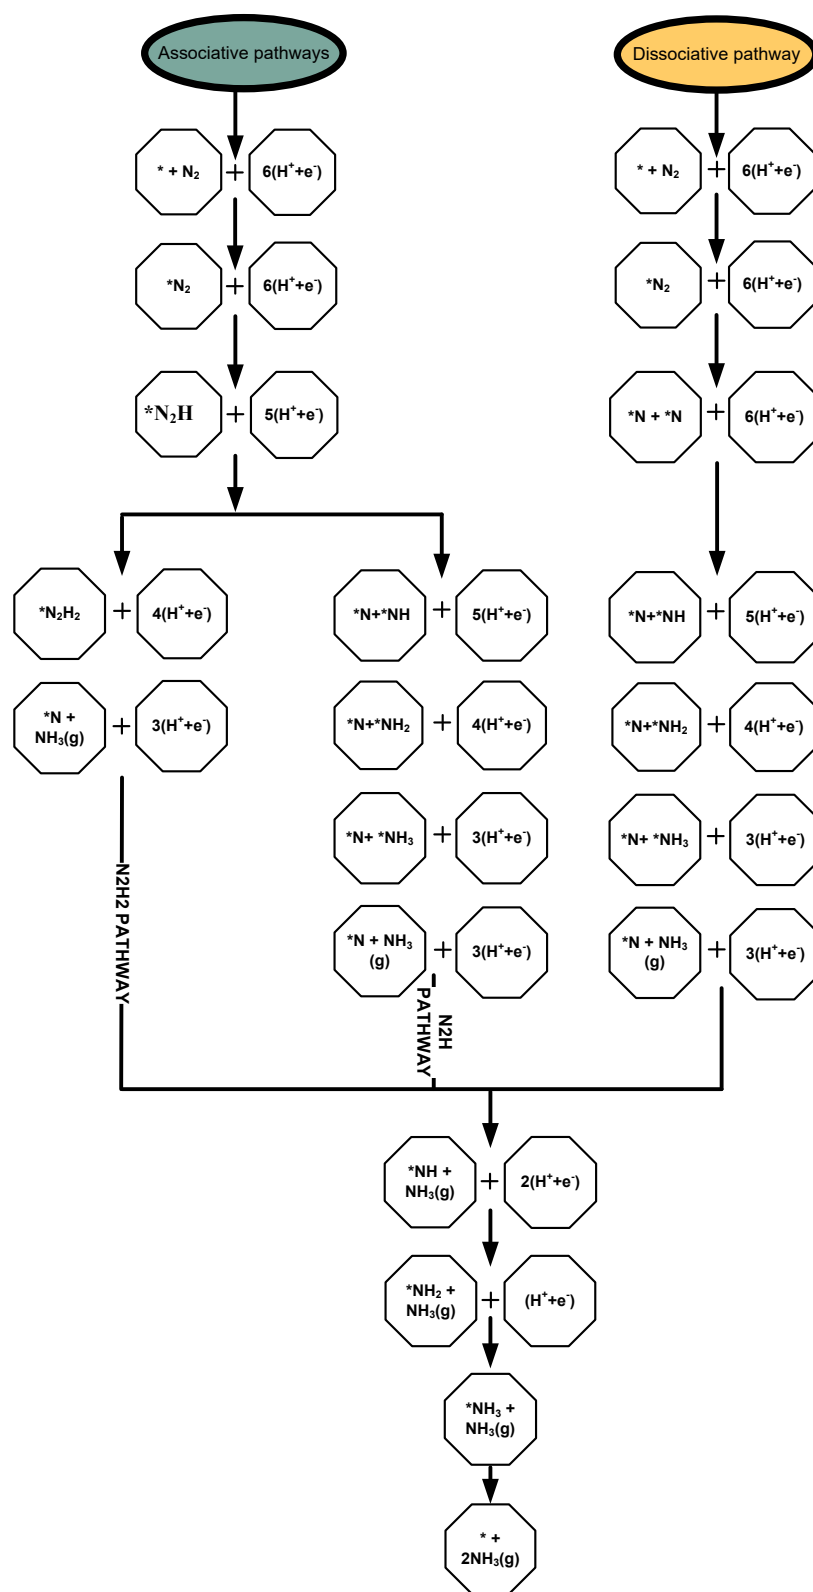 Associative pathways
* + N₂ + 6(H⁺+e⁻)
*N₂ + 6(H⁺+e⁻)
*N₂H + 5(H⁺+e⁻)
*N₂H₂ + 4(H⁺+e⁻)
*N +
NH₃(g) + 3(H⁺+e⁻)
N2H2 PATHWAY
*N+*NH + 5(H⁺+e⁻)
*N+*NH₂ + 4(H⁺+e⁻)
*N+ *NH₃ + 3(H⁺+e⁻)
*N + NH₃
(g) + 3(H⁺+e⁻)
N2H
PATHWAY
Dissociative pathway
* + N₂ + 6(H⁺+e⁻)
*N₂ + 6(H⁺+e⁻)
*N + *N + 6(H⁺+e⁻)
*N+*NH + 5(H⁺+e⁻)
*N+*NH₂ + 4(H⁺+e⁻)
*N+ *NH₃ + 3(H⁺+e⁻)
*N + NH₃
(g) + 3(H⁺+e⁻)
*NH +
NH₃(g) + 2(H⁺+e⁻)
*NH₂ +
NH₃(g) + (H⁺+e⁻)
*NH₃ +
NH₃(g)
* +
2NH₃(g)